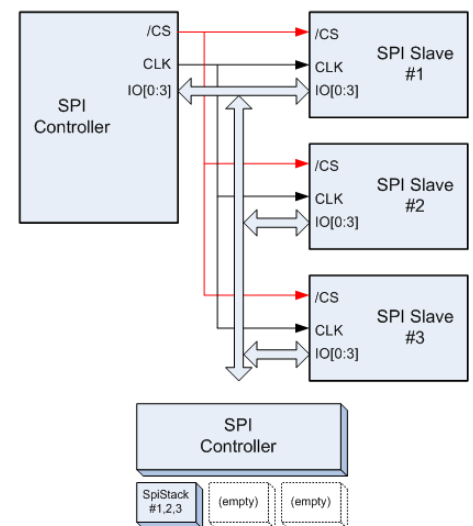 /CS
CLK
IO[0:3]
SPI
Controller
/CS
CLK
IO[0:3]
SPI Slave
#1
/CS
CLK
IO[0:3]
SPI Slave
#2
/CS
CLK
IO[0:3]
SPI Slave
#3
SPI
Controller
SpiStack
#1,2,3
(empty)
(empty)